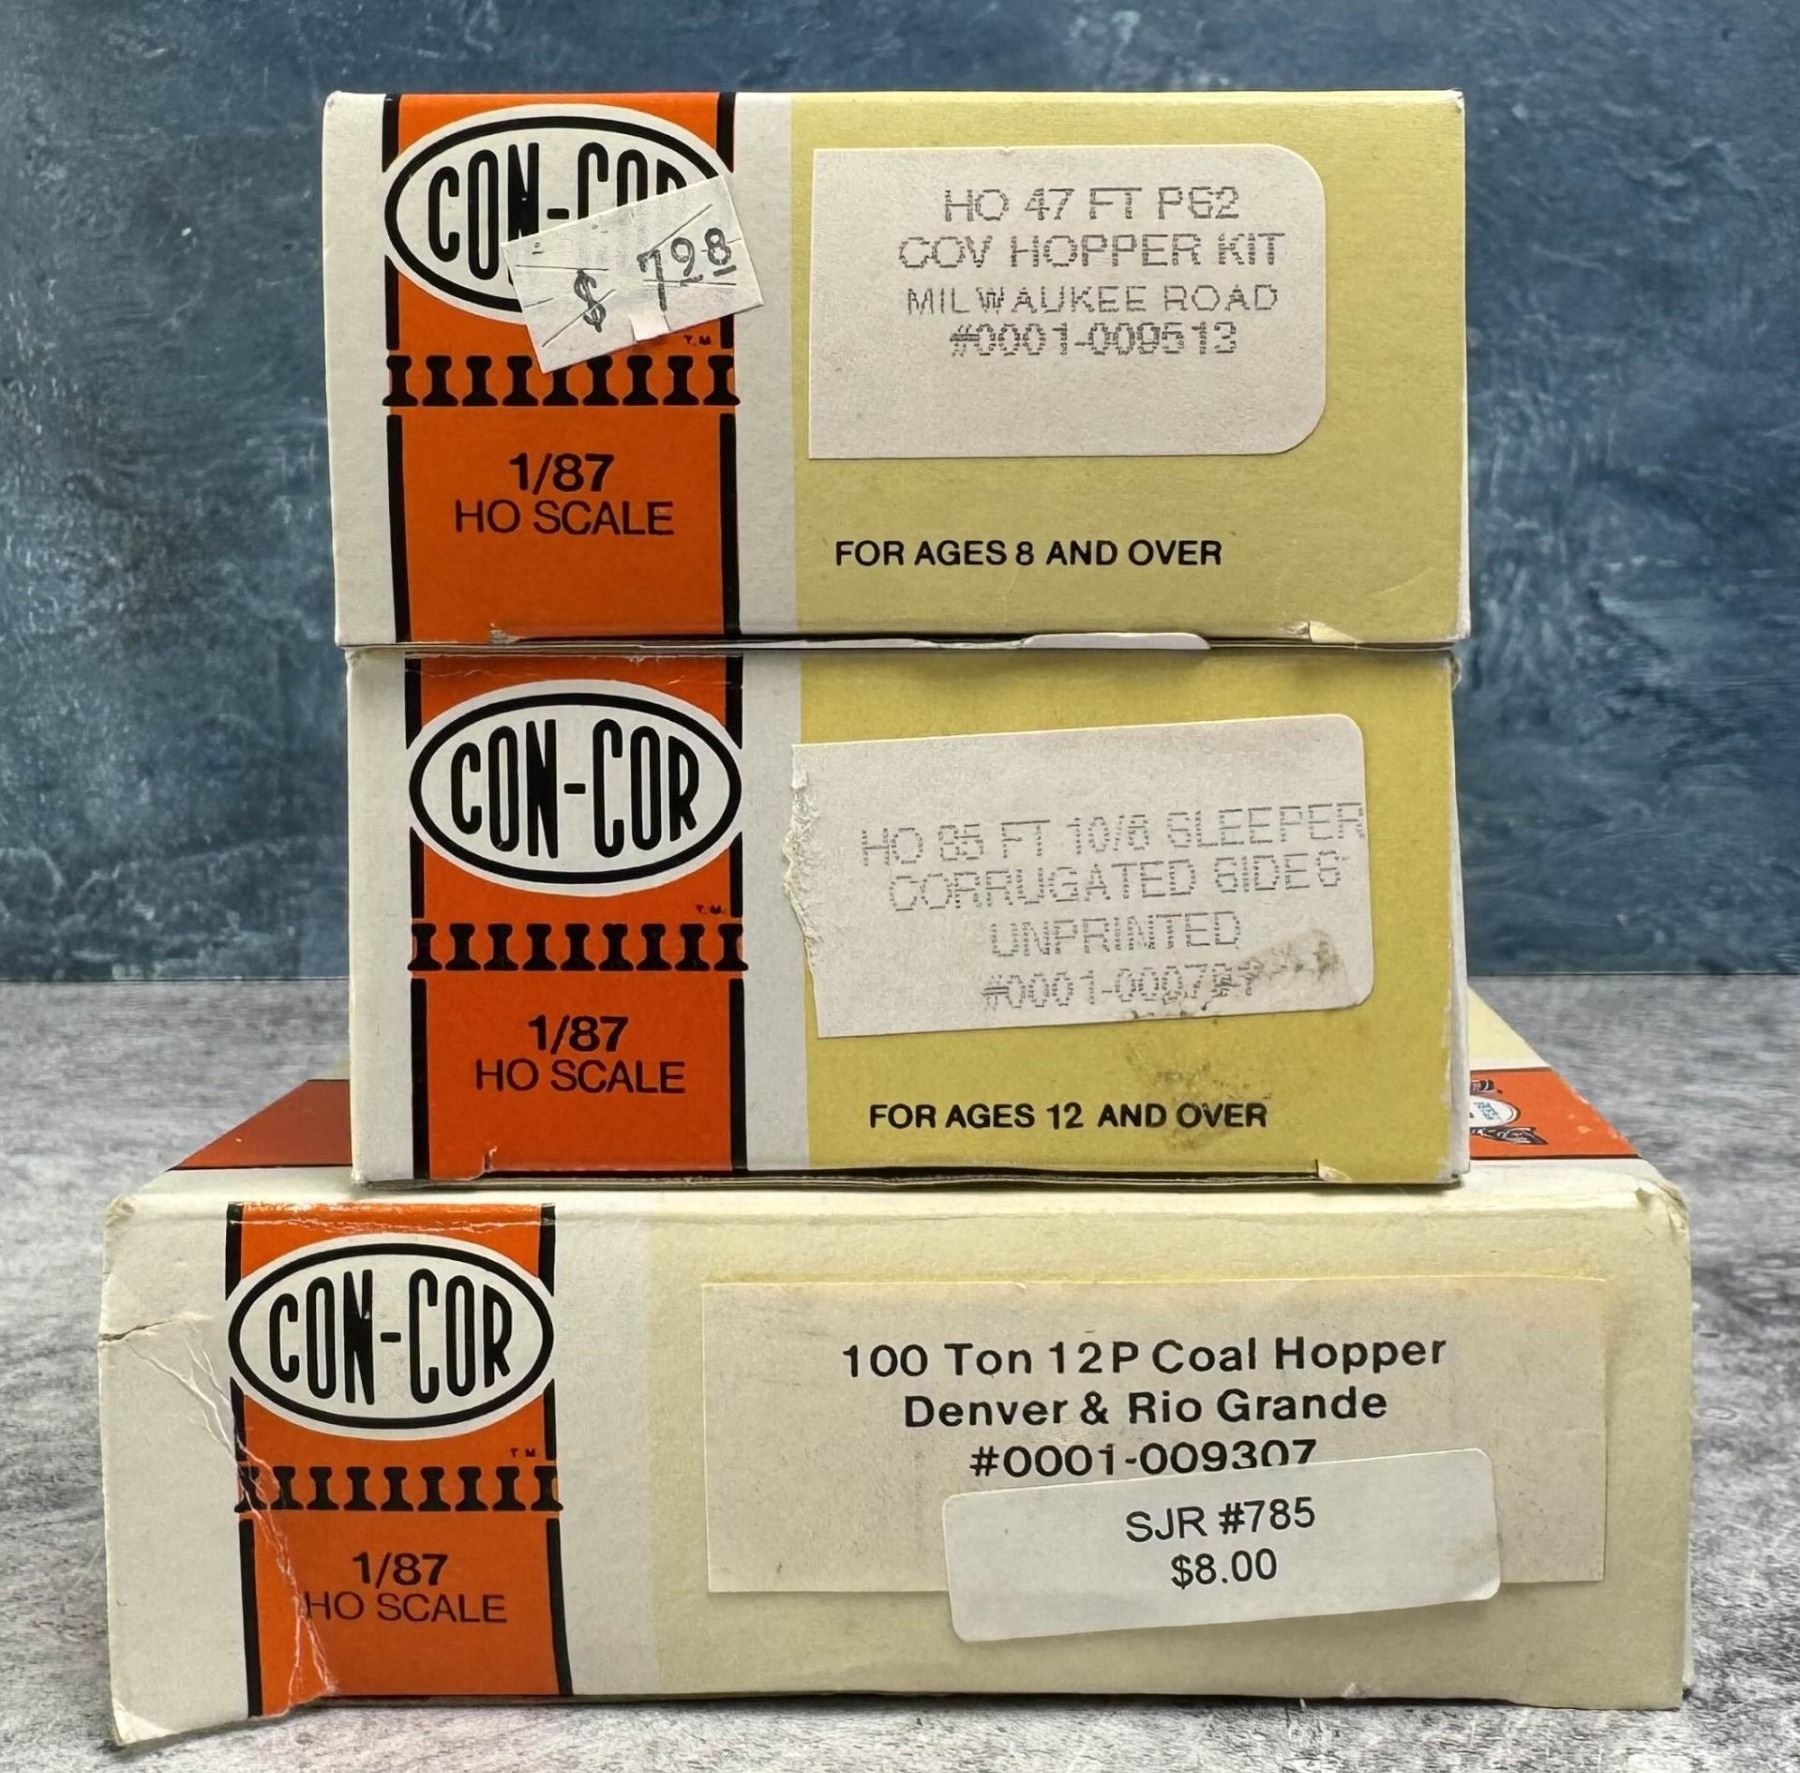 CON-COR
$ 7.98
T.M.
1/87
HO SCALE
HO 47 FT PS2
COV HOPPER KIT
MILWAUKEE ROAD
#0001-009513
FOR AGES 8 AND OVER
CON-COR
T.M.
1/87
HO SCALE
HO 85 FT 10/6 SLEEPER
CORRUGATED SIDES
UNPRINTED
FOR AGES 12 AND OVER
CON-COR
T.M.
1/87
HO SCALE
100 Ton 12P Coal Hopper
Denver & Rio Grande
#0001-009307
SJR #785
$8.00